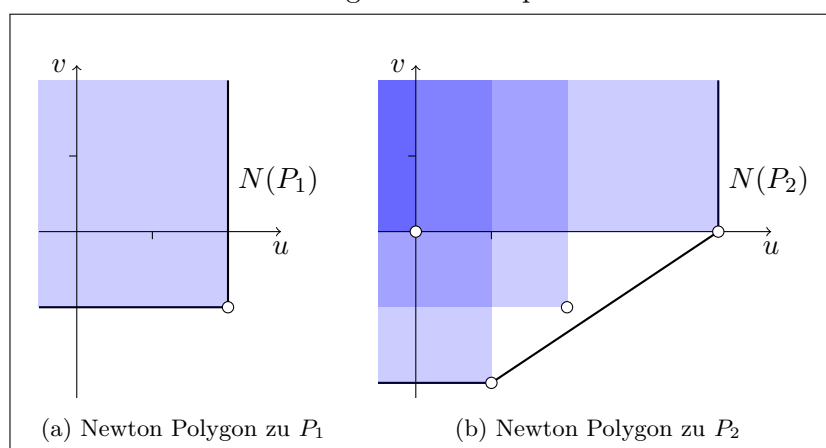 v
v
N(P₁)
N(P₂)
u
u
(a) Newton Polygon zu P₁
(b) Newton Polygon zu P₂